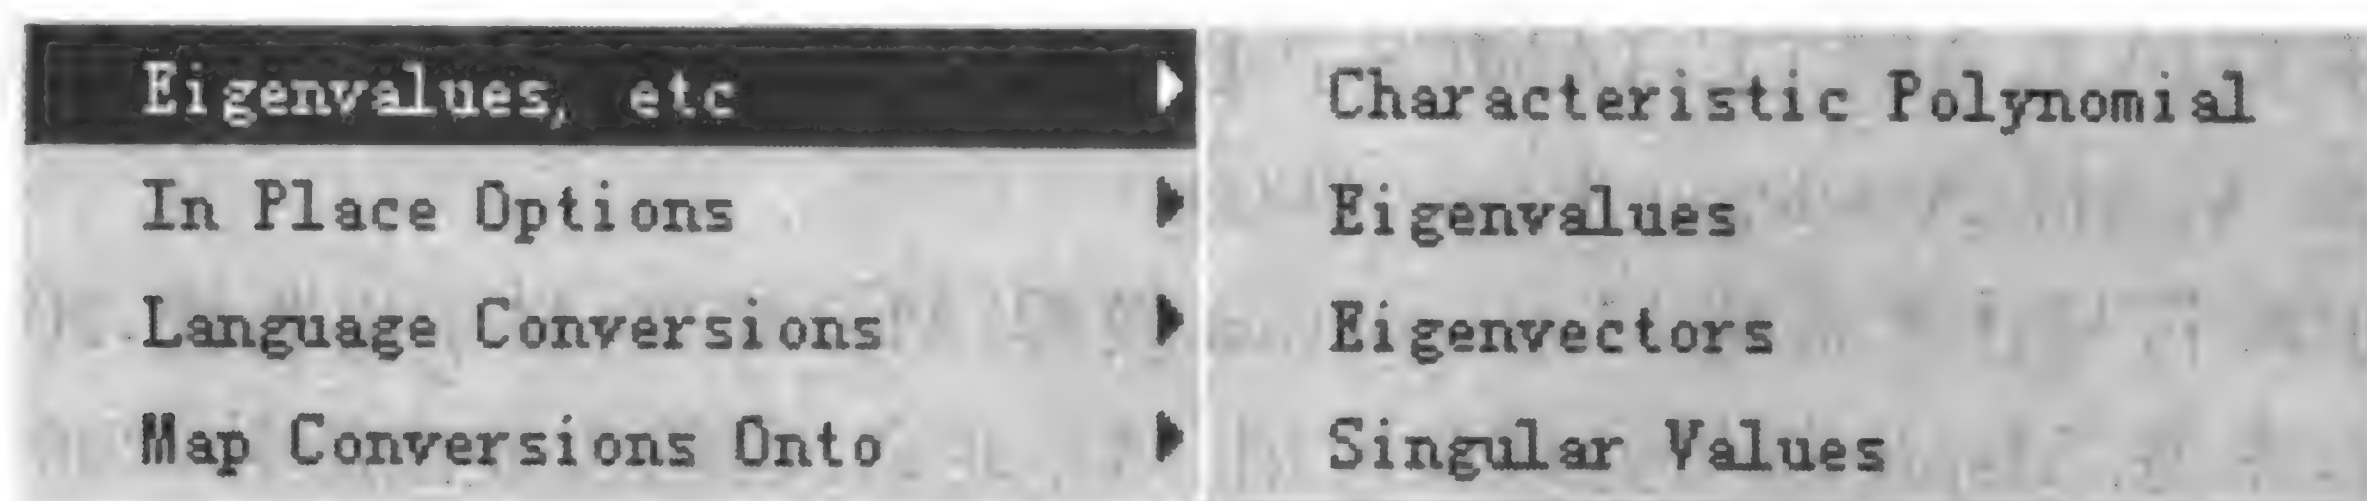 Eigenvalues, etc
In Place Options
Language Conversions
Map Conversions Onto
Characteristic Polynomial
Eigenvalues
Eigenvectors
Singular Values